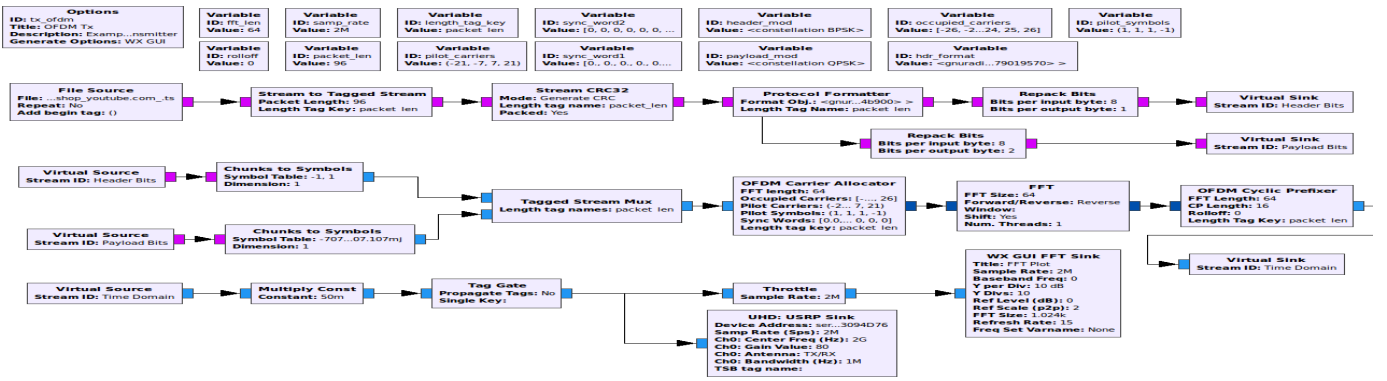 Options
ID: tx_ofdm
Title: OFDM Tx
Description: Examp...nsmitter
Generate Options: WX GUI
Variable
ID: fft_len
Value: 64
Variable
ID: samp_rate
Value: 2M
Variable
ID: length_tag_key
Value: packet_len
Variable
ID: sync_word2
Value: [0, 0, 0, 0, 0, 0, ...
Variable
ID: header_mod
Value: <constellation BPSK>
Variable
ID: occupied_carriers
Value: [-26, -2...24, 25, 26]
Variable
ID: pilot_symbols
Value: (1, 1, 1, -1)
Variable
ID: rolloff
Value: 0
Variable
ID: packet_len
Value: 96
Variable
ID: pilot_carriers
Value: (-21, -7, 7, 21)
Variable
ID: sync_word1
Value: [0., 0., 0., 0., 0....
Variable
ID: payload_mod
Value: <constellation QPSK>
Variable
ID: hdr_format
Value: <gnuradi...79019570> >
File Source
File: ...shop_youtube.com_.ts
Repeat: No
Add begin tag: ()
Stream to Tagged Stream
Packet Length: 96
Length Tag Key: packet_len
Stream CRC32
Mode: Generate CRC
Length tag name: packet_len
Packed: Yes
Protocol Formatter
Format Obj.: <gnur...4b900> >
Length Tag Name: packet_len
Repack Bits
Bits per input byte: 8
Bits per output byte: 1
Virtual Sink
Stream ID: Header Bits
Repack Bits
Bits per input byte: 8
Bits per output byte: 2
Virtual Sink
Stream ID: Payload Bits
Virtual Source
Stream ID: Header Bits
Chunks to Symbols
Symbol Table: -1, 1
Dimension: 1
Virtual Source
Stream ID: Payload Bits
Chunks to Symbols
Symbol Table: -707...07.107mj
Dimension: 1
Tagged Stream Mux
Length tag names: packet_len
OFDM Carrier Allocator
FFT length: 64
Occupied Carriers: [-..., 26]
Pilot Carriers: (-2... 7, 21)
Pilot Symbols: (1, 1, 1, -1)
Sync Words: [0.0,... 0, 0, 0]
Length tag key: packet_len
FFT
FFT Size: 64
Forward/Reverse: Reverse
Window:
Shift: Yes
Num. Threads: 1
OFDM Cyclic Prefixer
FFT Length: 64
CP Length: 16
Rolloff: 0
Length Tag Key: packet_len
Virtual Sink
Stream ID: Time Domain
Virtual Source
Stream ID: Time Domain
Multiply Const
Constant: 50m
Tag Gate
Propagate Tags: No
Single Key:
Throttle
Sample Rate: 2M
WX GUI FFT Sink
Title: FFT Plot
Sample Rate: 2M
Baseband Freq: 0
Y per Div: 10 dB
Y Divs: 10
Ref Level (dB): 0
Ref Scale (p2p): 2
FFT Size: 1.024k
Refresh Rate: 15
Freq Set Varname: None
UHD: USRP Sink
Device Address: ser...3094D76
Samp Rate (Sps): 2M
Ch0: Center Freq (Hz): 2G
Ch0: Gain Value: 80
Ch0: Antenna: TX/RX
Ch0: Bandwidth (Hz): 1M
TSB tag name: